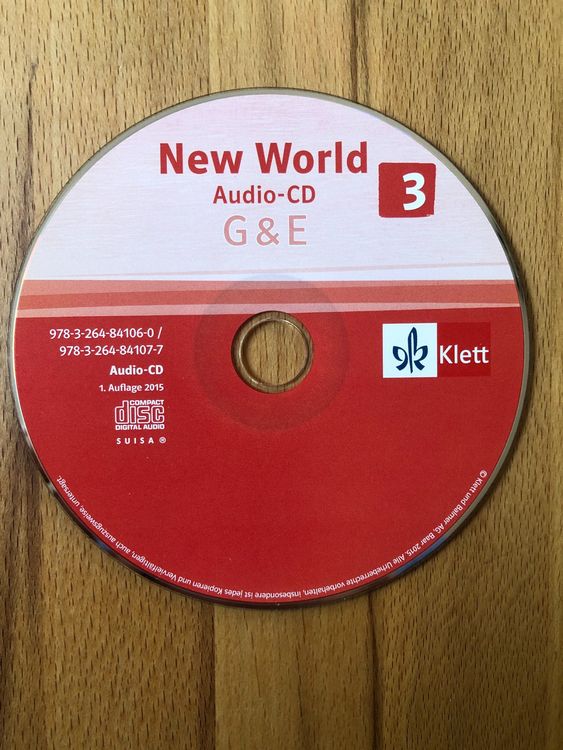 New World
Audio-CD
3
G & E
978-3-264-84106-0 /
978-3-264-84107-7
Audio-CD
1. Auflage 2015
COMPACT
disc
DIGITAL AUDIO
SUISA ®
Klett
© Klett und Balmer AG, Baar 2015. Alle Urheberrechte vorbehalten, insbesondere ist jedes Kopieren und Vervielfältigen, auch auszugsweise, untersagt.